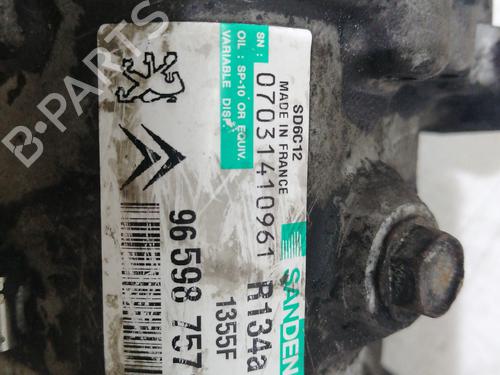 SD6C12
MADE IN FRANCE
SN : 07031410961
OIL : SP-10 OR EQUIV.
VARIABLE DISP.
SANDEN
R134a
1355F
96 598 757
B-PARTS